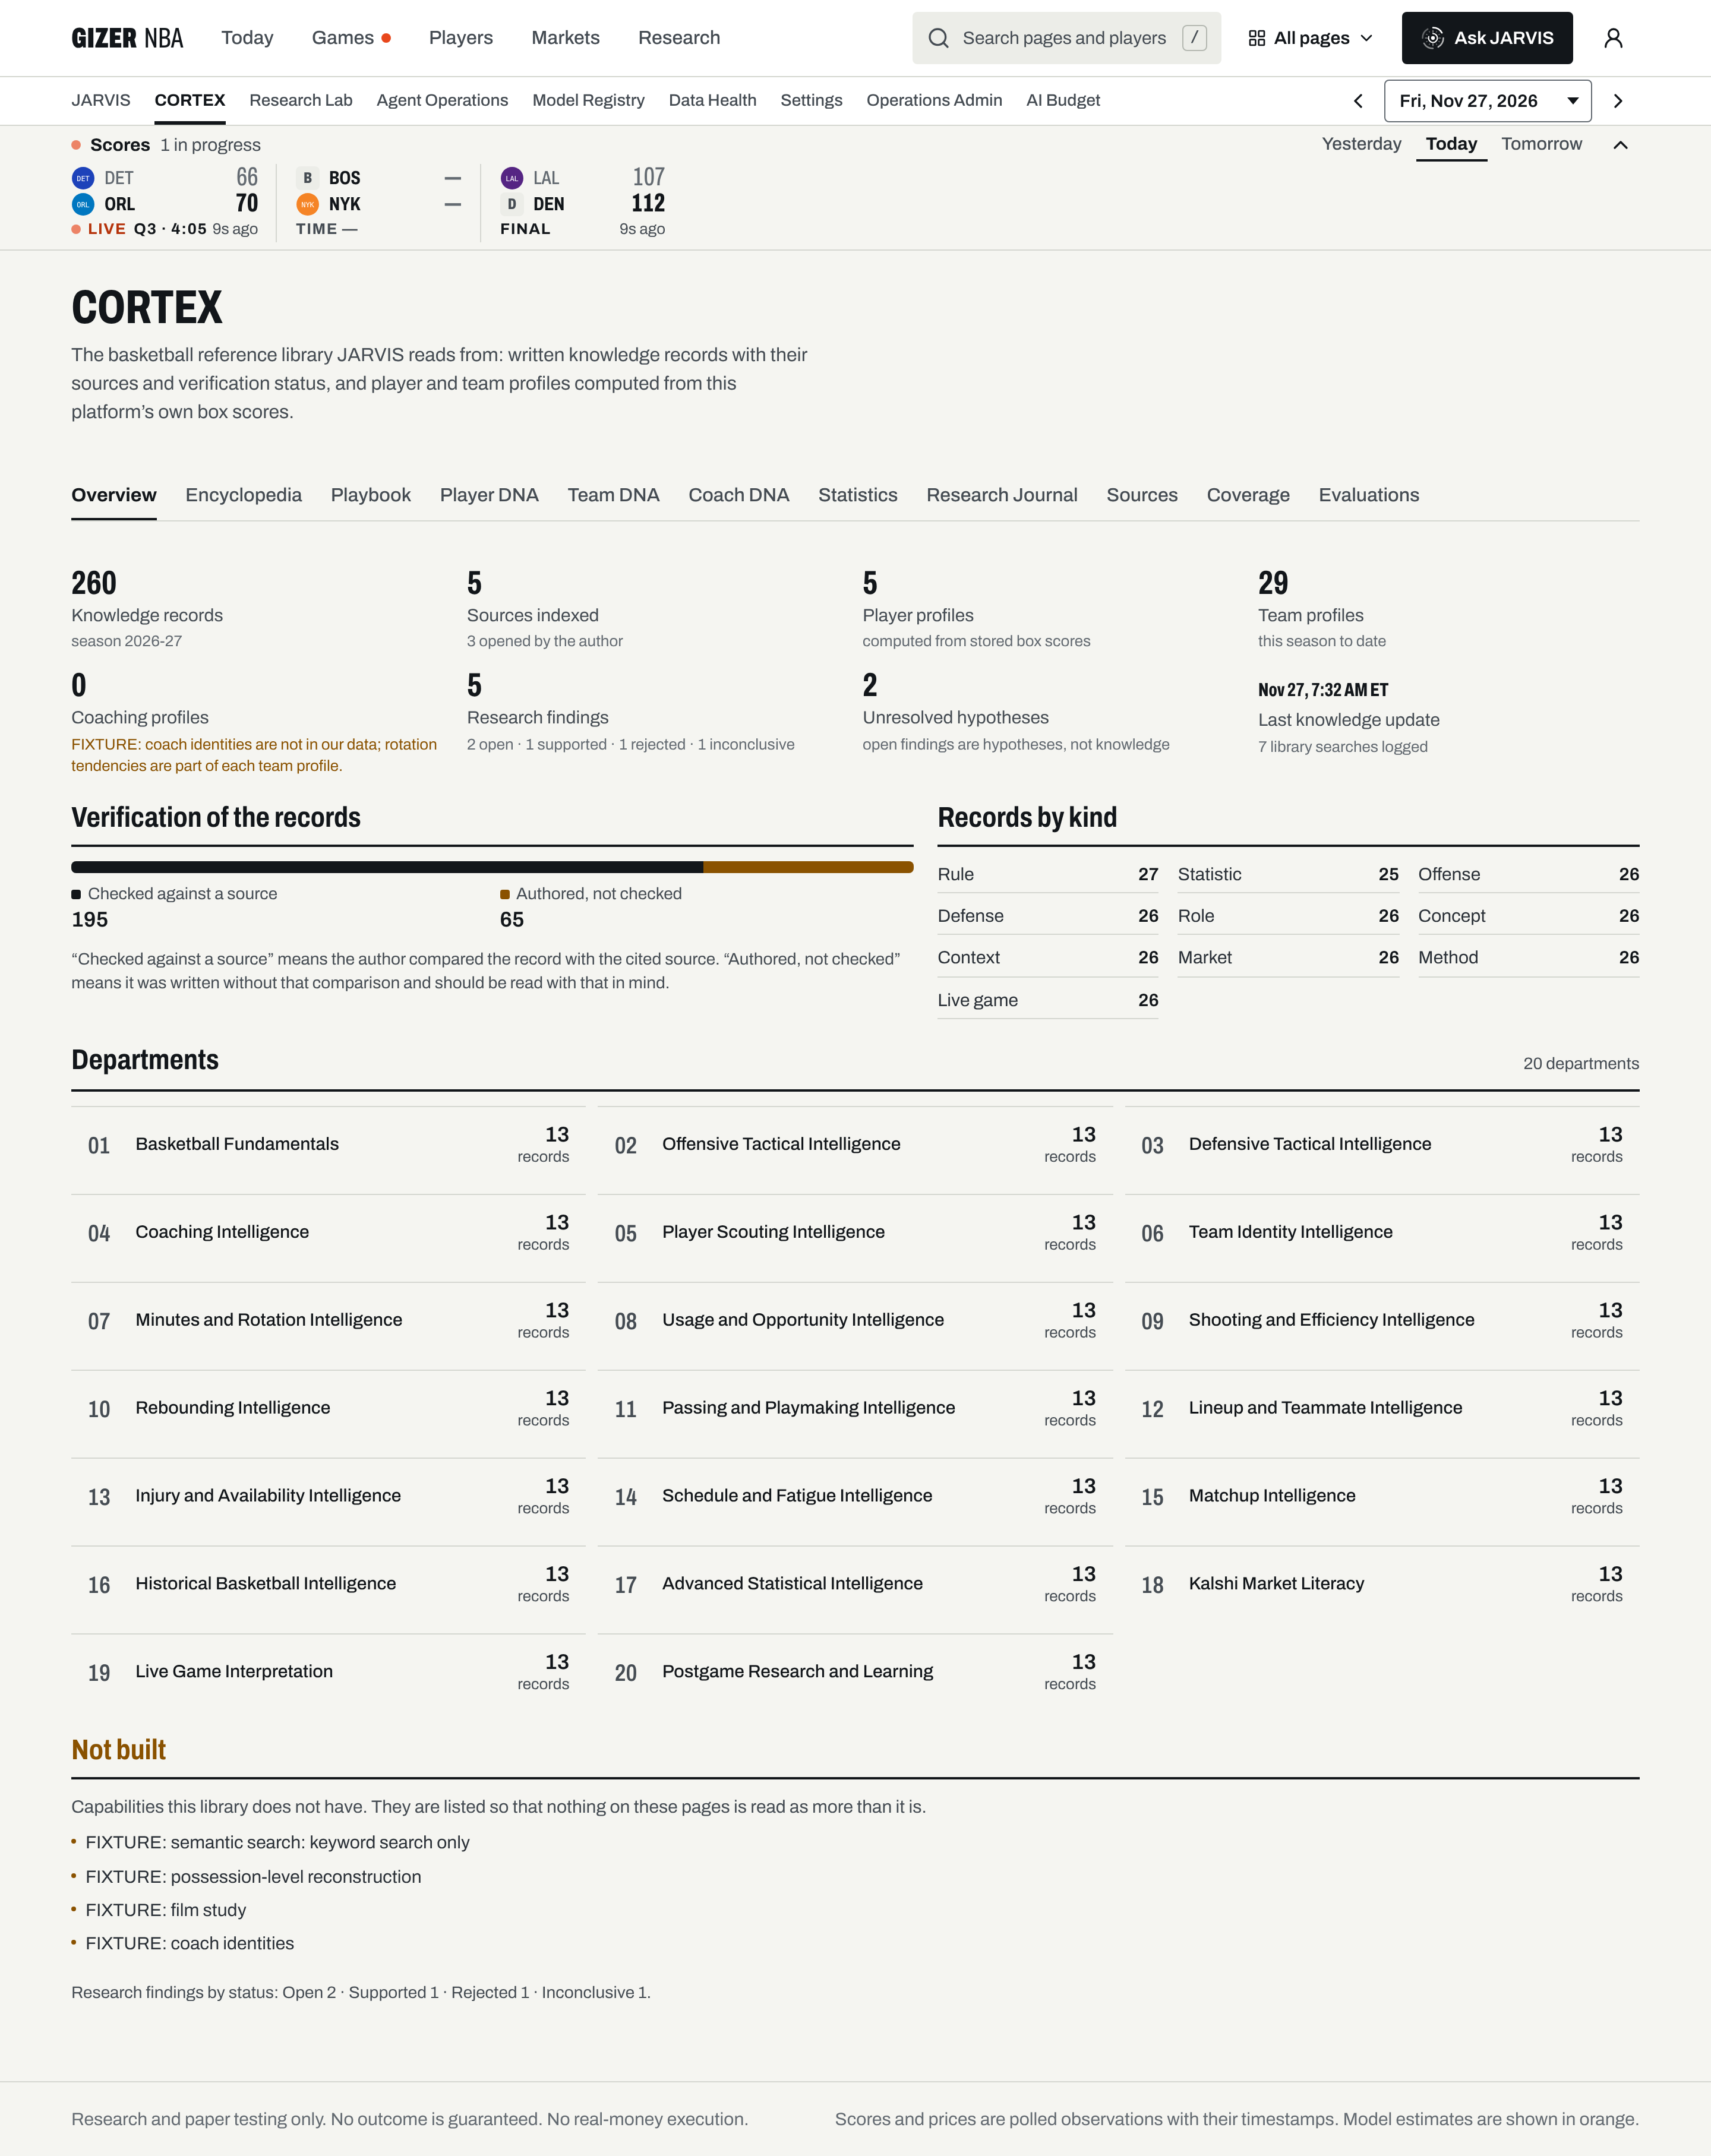 GIZER NBA Today Games Players Markets Research Search pages and players / All pages Ask JARVIS
JARVIS CORTEX Research Lab Agent Operations Model Registry Data Health Settings Operations Admin AI Budget Fri, Nov 27, 2026
Scores 1 in progress Yesterday Today Tomorrow
DET DET 66
ORL ORL 70
LIVE Q3 · 4:05 9s ago
B BOS —
NYK NYK —
TIME —
LAL LAL 107
D DEN 112
FINAL 9s ago
CORTEX
The basketball reference library JARVIS reads from: written knowledge records with their
sources and verification status, and player and team profiles computed from this
platform’s own box scores.
Overview Encyclopedia Playbook Player DNA Team DNA Coach DNA Statistics Research Journal Sources Coverage Evaluations
260
Knowledge records
season 2026-27
5
Sources indexed
3 opened by the author
5
Player profiles
computed from stored box scores
29
Team profiles
this season to date
0
Coaching profiles
FIXTURE: coach identities are not in our data; rotation
tendencies are part of each team profile.
5
Research findings
2 open · 1 supported · 1 rejected · 1 inconclusive
2
Unresolved hypotheses
open findings are hypotheses, not knowledge
Nov 27, 7:32 AM ET
Last knowledge update
7 library searches logged
Verification of the records
Checked against a source
195
Authored, not checked
65
“Checked against a source” means the author compared the record with the cited source. “Authored, not checked”
means it was written without that comparison and should be read with that in mind.
Records by kind
Rule 27 Statistic 25 Offense 26
Defense 26 Role 26 Concept 26
Context 26 Market 26 Method 26
Live game 26
Departments 20 departments
01 Basketball Fundamentals 13 records
02 Offensive Tactical Intelligence 13 records
03 Defensive Tactical Intelligence 13 records
04 Coaching Intelligence 13 records
05 Player Scouting Intelligence 13 records
06 Team Identity Intelligence 13 records
07 Minutes and Rotation Intelligence 13 records
08 Usage and Opportunity Intelligence 13 records
09 Shooting and Efficiency Intelligence 13 records
10 Rebounding Intelligence 13 records
11 Passing and Playmaking Intelligence 13 records
12 Lineup and Teammate Intelligence 13 records
13 Injury and Availability Intelligence 13 records
14 Schedule and Fatigue Intelligence 13 records
15 Matchup Intelligence 13 records
16 Historical Basketball Intelligence 13 records
17 Advanced Statistical Intelligence 13 records
18 Kalshi Market Literacy 13 records
19 Live Game Interpretation 13 records
20 Postgame Research and Learning 13 records
Not built
Capabilities this library does not have. They are listed so that nothing on these pages is read as more than it is.
• FIXTURE: semantic search: keyword search only
• FIXTURE: possession-level reconstruction
• FIXTURE: film study
• FIXTURE: coach identities
Research findings by status: Open 2 · Supported 1 · Rejected 1 · Inconclusive 1.
Research and paper testing only. No outcome is guaranteed. No real-money execution.
Scores and prices are polled observations with their timestamps. Model estimates are shown in orange.